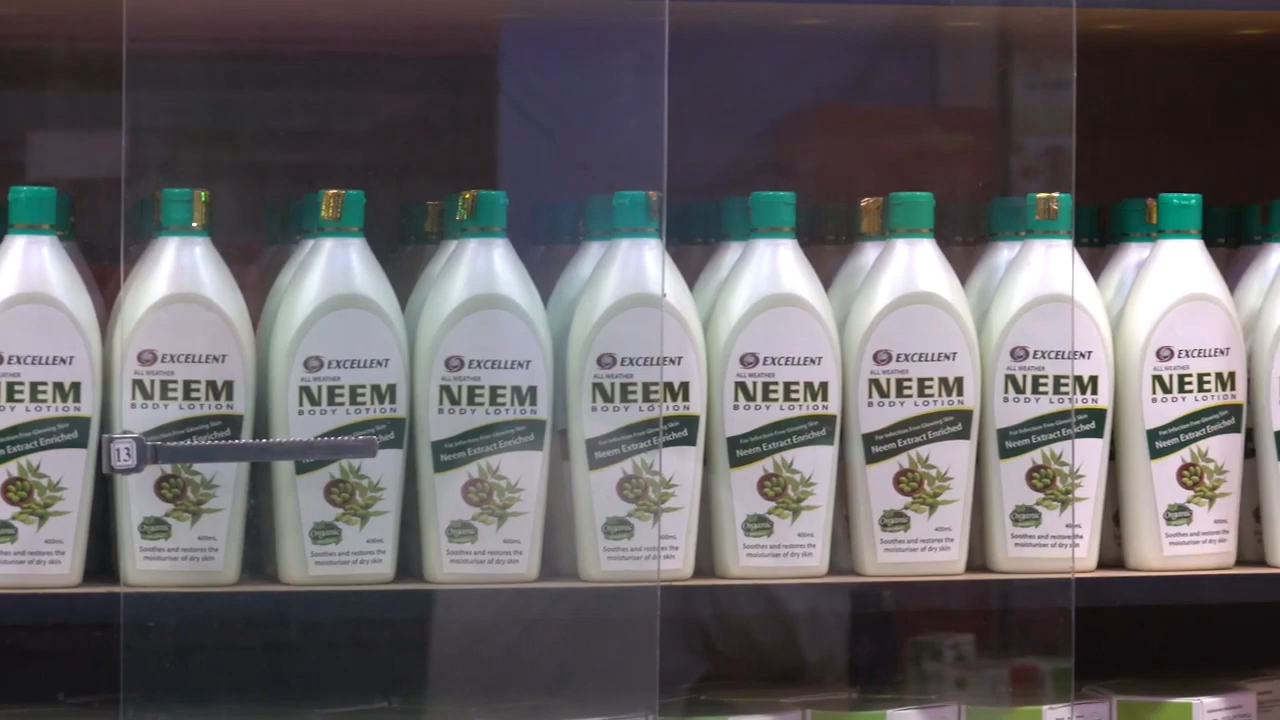 EXCELLENT
ALL WEATHER
NEEM
BODY LOTION
For Infection Free Glowing Skin
Neem Extract Enriched
Organic
400mL
Soothes and restores the
moisturiser of dry skin
13